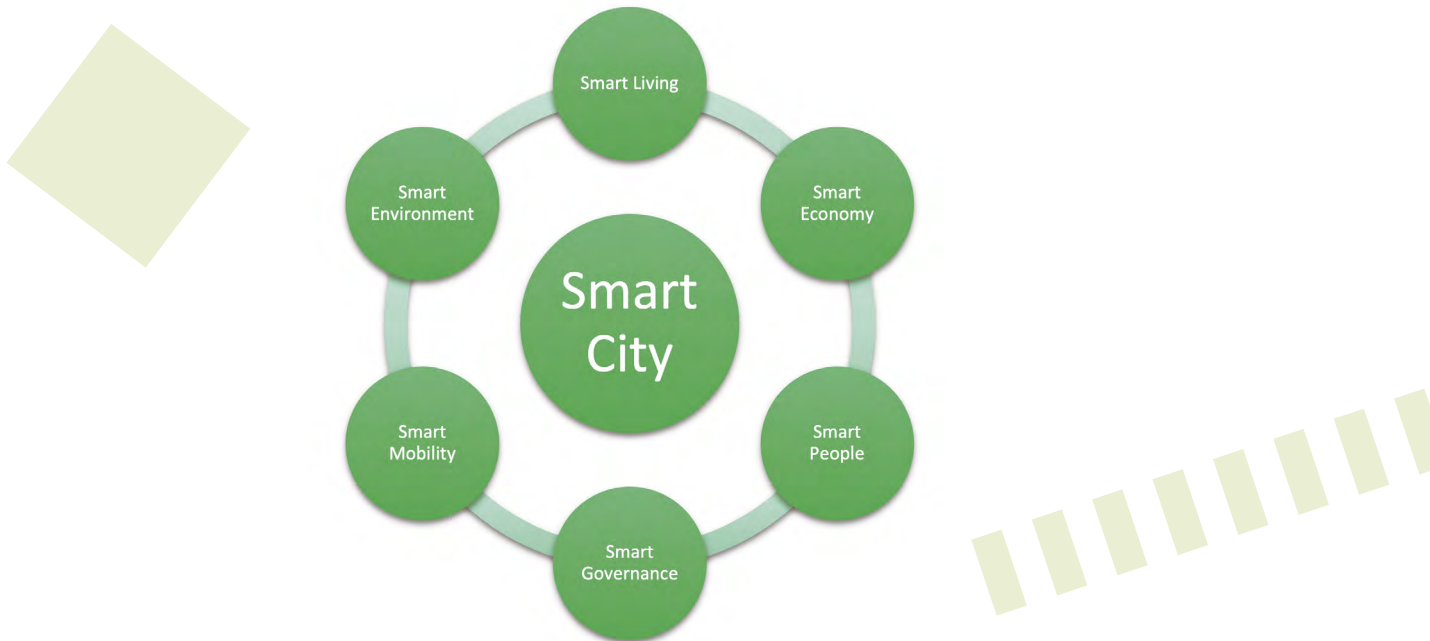 Smart Living
Smart
Economy
Smart
People
Smart
Governance
Smart
Mobility
Smart
Environment
Smart
City